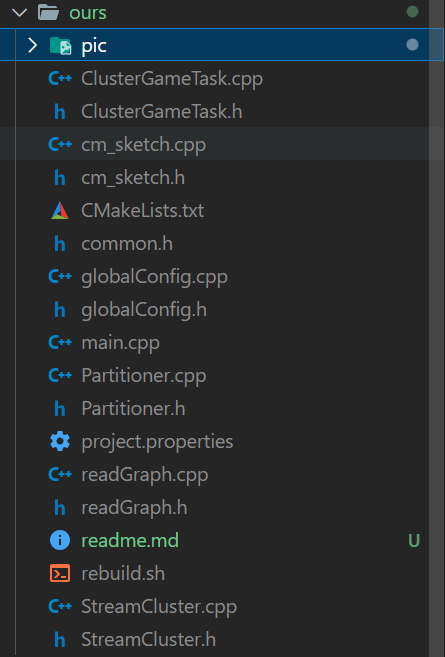 ours
pic
C++ ClusterGameTask.cpp
h ClusterGameTask.h
C++ cm_sketch.cpp
h cm_sketch.h
CMakeLists.txt
h common.h
C++ globalConfig.cpp
h globalConfig.h
C++ main.cpp
C++ Partitioner.cpp
h Partitioner.h
project.properties
C++ readGraph.cpp
h readGraph.h
i readme.md U
rebuild.sh
C++ StreamCluster.cpp
h StreamCluster.h